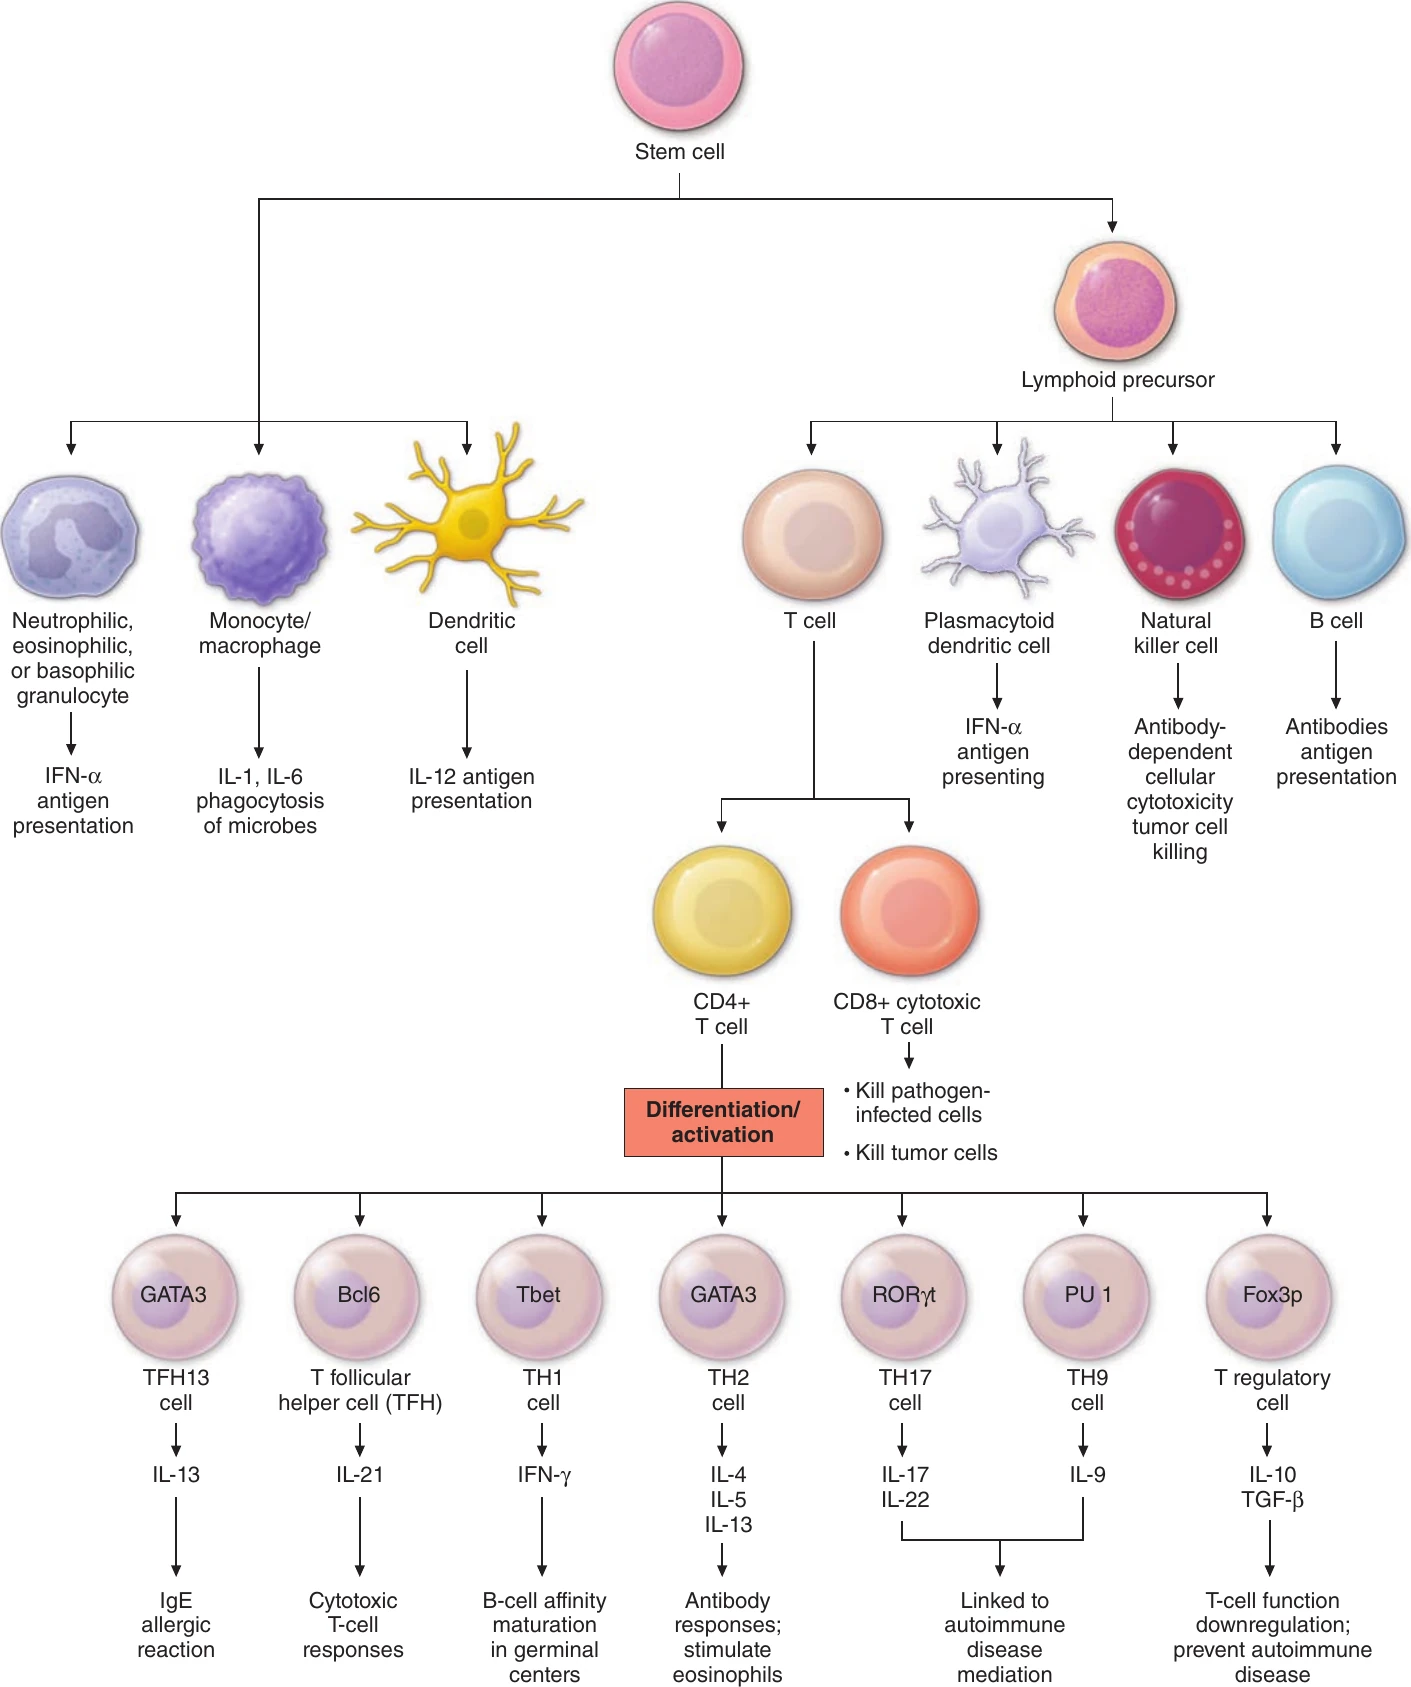 Stem cell
Lymphoid precursor
Neutrophilic,
eosinophilic,
or basophilic
granulocyte
IFN-α
antigen
presentation
Monocyte/
macrophage
IL-1, IL-6
phagocytosis
of microbes
Dendritic
cell
IL-12 antigen
presentation
T cell
Plasmacytoid
dendritic cell
IFN-α
antigen
presenting
Natural
killer cell
Antibody-
dependent
cellular
cytotoxicity
tumor cell
killing
B cell
Antibodies
antigen
presentation
CD4+
T cell
CD8+ cytotoxic
T cell
• Kill pathogen-
infected cells
• Kill tumor cells
Differentiation/
activation
GATA3
TFH13
cell
IL-13
IgE
allergic
reaction
Bcl6
T follicular
helper cell (TFH)
IL-21
Cytotoxic
T-cell
responses
Tbet
TH1
cell
IFN-γ
B-cell affinity
maturation
in germinal
centers
GATA3
TH2
cell
IL-4
IL-5
IL-13
Antibody
responses;
stimulate
eosinophils
RORγt
TH17
cell
IL-17
IL-22
PU 1
TH9
cell
IL-9
Linked to
autoimmune
disease
mediation
Fox3p
T regulatory
cell
IL-10
TGF-β
T-cell function
downregulation;
prevent autoimmune
disease